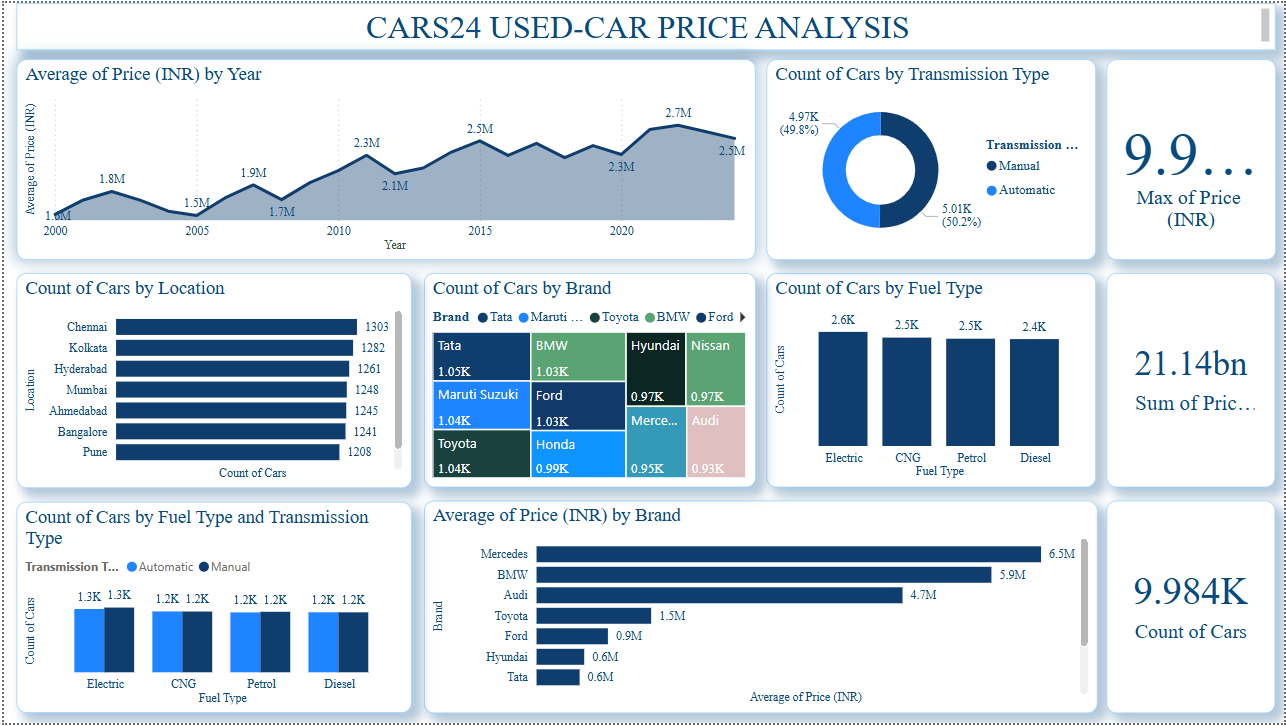 CARS24 USED-CAR PRICE ANALYSIS
Average of Price (INR) by Year
Average of Price (INR)
1.6M
1.8M
1.5M
1.9M
1.7M
2.3M
2.1M
2.5M
2.3M
2.7M
2.5M
2000 2005 2010 2015 2020
Year
Count of Cars by Transmission Type
4.97K
(49.8%)
5.01K
(50.2%)
Transmission ...
Manual
Automatic
9.9...
Max of Price
(INR)
Count of Cars by Location
Location
Chennai 1303
Kolkata 1282
Hyderabad 1261
Mumbai 1248
Ahmedabad 1245
Bangalore 1241
Pune 1208
Count of Cars
Count of Cars by Brand
Brand Tata Maruti ... Toyota BMW Ford
Tata
1.05K
Maruti Suzuki
1.04K
Toyota
1.04K
BMW
1.03K
Ford
1.03K
Honda
0.99K
Hyundai
0.97K
Nissan
0.97K
Merce...
0.95K
Audi
0.93K
Count of Cars by Fuel Type
Count of Cars
2.6K 2.5K 2.5K 2.4K
Electric CNG Petrol Diesel
Fuel Type
21.14bn
Sum of Pric...
Count of Cars by Fuel Type and Transmission
Type
Transmission T... Automatic Manual
Count of Cars
1.3K 1.3K 1.2K 1.2K 1.2K 1.2K 1.2K 1.2K
Electric CNG Petrol Diesel
Fuel Type
Average of Price (INR) by Brand
Brand
Mercedes 6.5M
BMW 5.9M
Audi 4.7M
Toyota 1.5M
Ford 0.9M
Hyundai 0.6M
Tata 0.6M
Average of Price (INR)
9.984K
Count of Cars